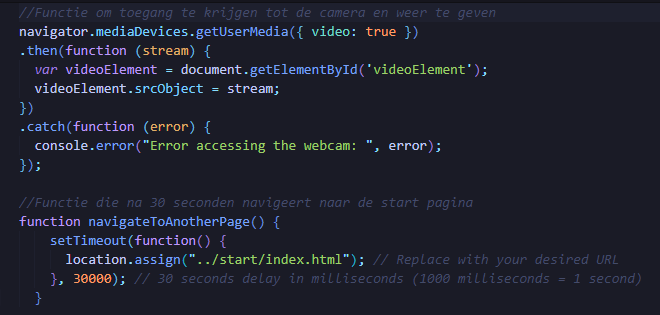 //Functie om toegang te krijgen tot de camera en weer te geven
navigator.mediaDevices.getUserMedia({ video: true })
.then(function (stream) {
  var videoElement = document.getElementById('videoElement');
  videoElement.srcObject = stream;
})
.catch(function (error) {
  console.error("Error accessing the webcam: ", error);
});

//Functie die na 30 seconden navigeert naar de start pagina
function navigateToAnotherPage() {
    setTimeout(function() {
      location.assign("../start/index.html"); // Replace with your desired URL
    }, 30000); // 30 seconds delay in milliseconds (1000 milliseconds = 1 second)
  }